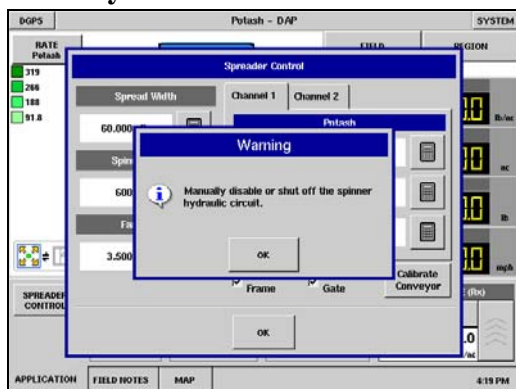 DGPS
Potash - DAP
SYSTEM
RATE
Potash
FIELD
REGION
319
266
188
91.8
Spreader Control
Spread Width
Channel 1
Channel 2
Potash
60.000
600
3.500
Warning
Manually disable or shut off the spinner
hydraulic circuit.
OK
Frame
Gate
Calibrate
Conveyor
OK
lb/ac
ac
lb
mph
SPREADER
CONTROL
(Rx)
APPLICATION
FIELD NOTES
MAP
4:19 PM